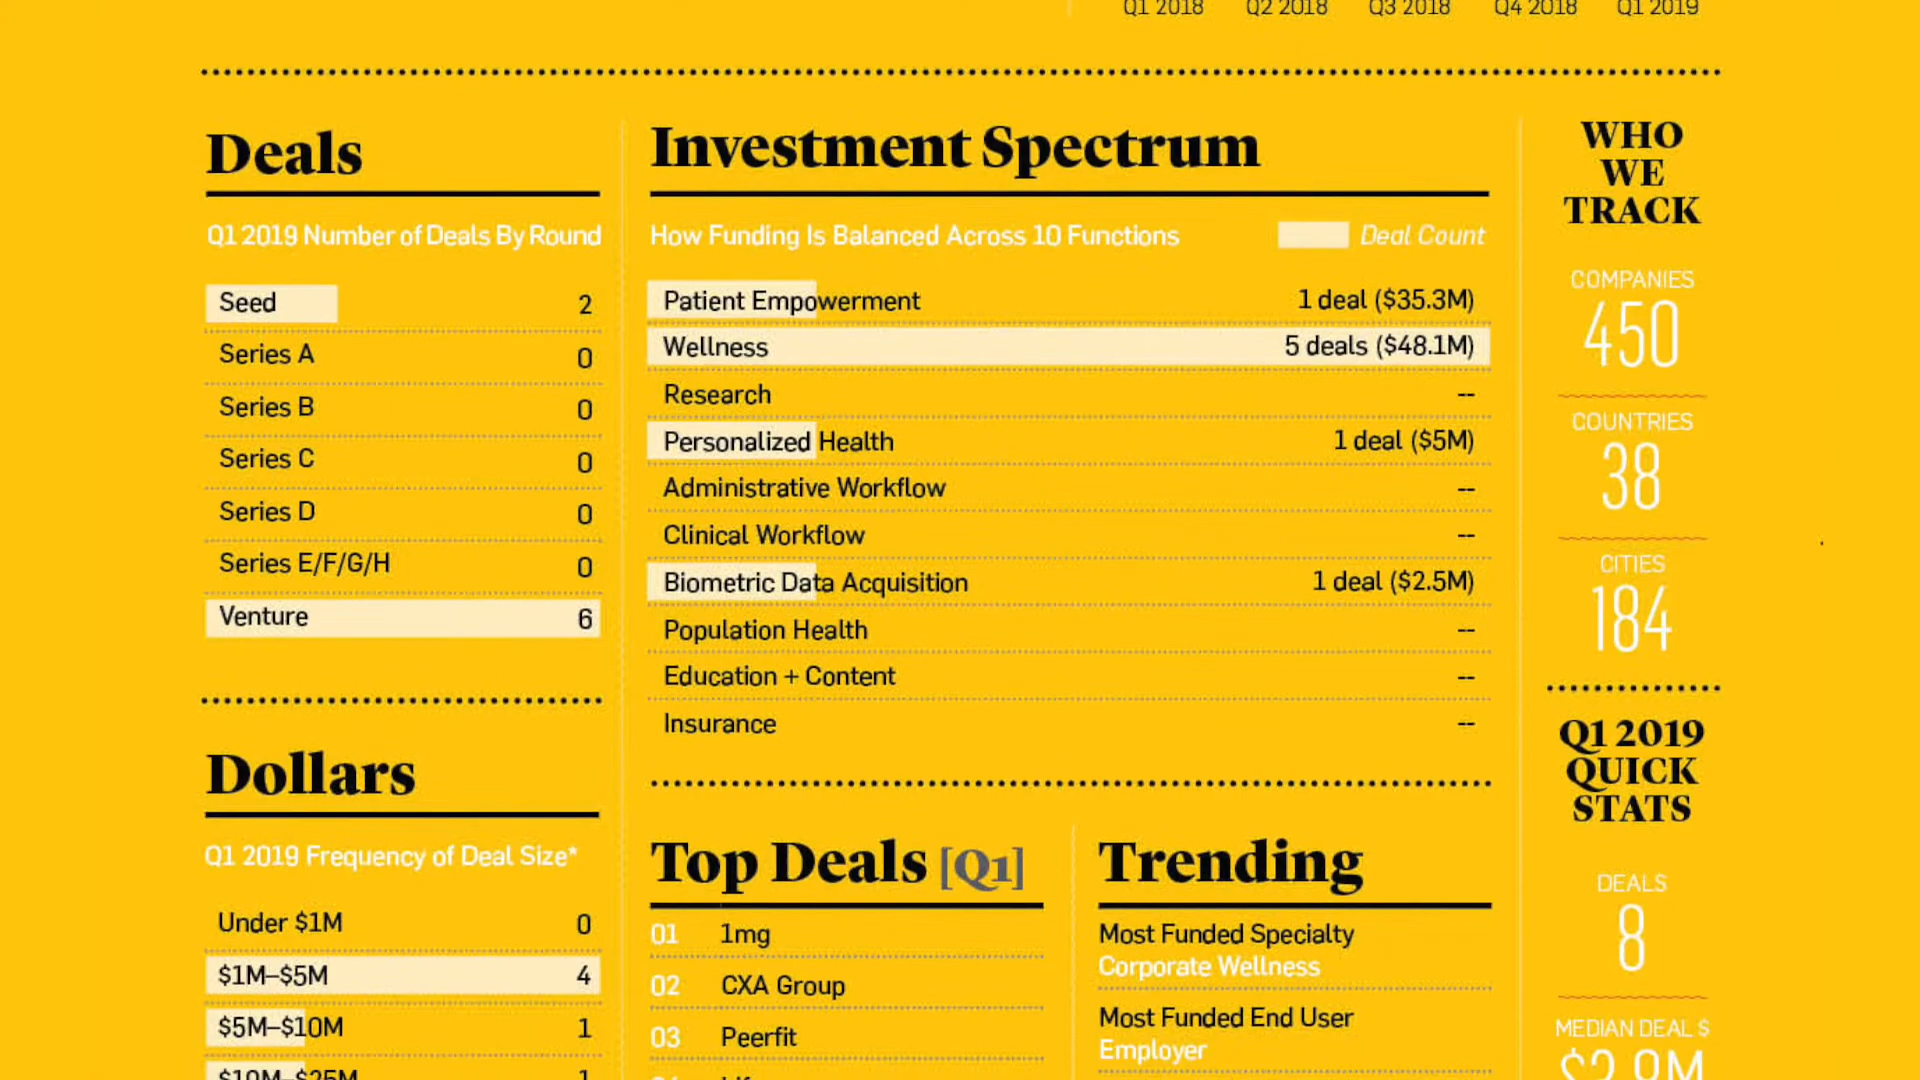 Q1 2018 Q2 2018 Q3 2018 Q4 2018 Q1 2019
Deals
Q1 2019 Number of Deals By Round
Seed 2
Series A 0
Series B 0
Series C 0
Series D 0
Series E/F/G/H 0
Venture 6
Dollars
Q1 2019 Frequency of Deal Size*
Under $1M 0
$1M–$5M 4
$5M–$10M 1
$10M–$25M 1
Investment Spectrum
How Funding Is Balanced Across 10 Functions Deal Count
Patient Empowerment 1 deal ($35.3M)
Wellness 5 deals ($48.1M)
Research --
Personalized Health 1 deal ($5M)
Administrative Workflow --
Clinical Workflow --
Biometric Data Acquisition 1 deal ($2.5M)
Population Health --
Education + Content --
Insurance --
Top Deals [Q1]
01 1mg
02 CXA Group
03 Peerfit
Trending
Most Funded Specialty
Corporate Wellness
Most Funded End User
Employer
WHO
WE
TRACK
COMPANIES
450
COUNTRIES
38
CITIES
184
Q1 2019
QUICK
STATS
DEALS
8
MEDIAN DEAL $